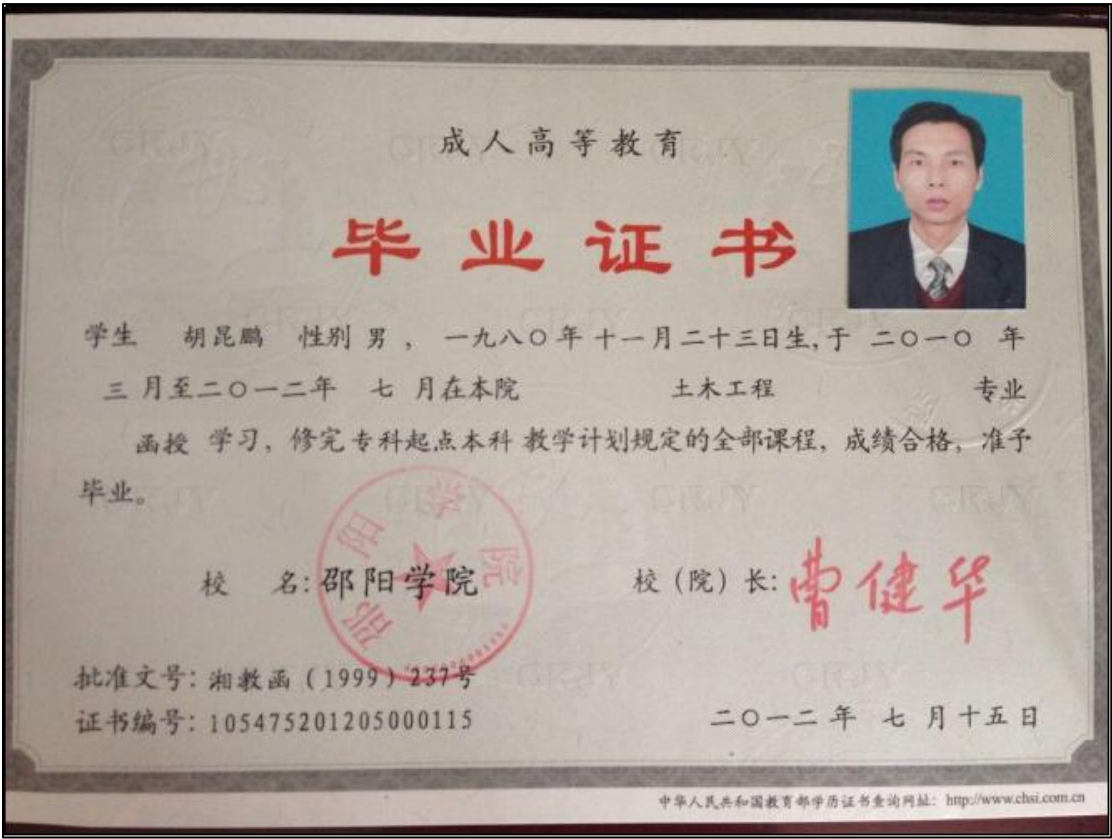 成人高等教育
毕业证书
学生 胡昆鹏 性别 男 ， 一九八〇年 十一月二十三日生,于 二〇一〇 年
三 月至二〇一二年 七 月在本院 土木工程 专业
函授 学习，修完 专科起点本科 教学计划规定的全部课程，成绩合格，准予
毕业。
邵阳学院
校 名: 邵阳学院 校（院）长: 曹健华
批准文号: 湘教函（1999）237号
证书编号: 105475201205000115 二〇一二年 七 月十五日
中华人民共和国教育部学历证书查询网址: http://www.chsi.com.cn